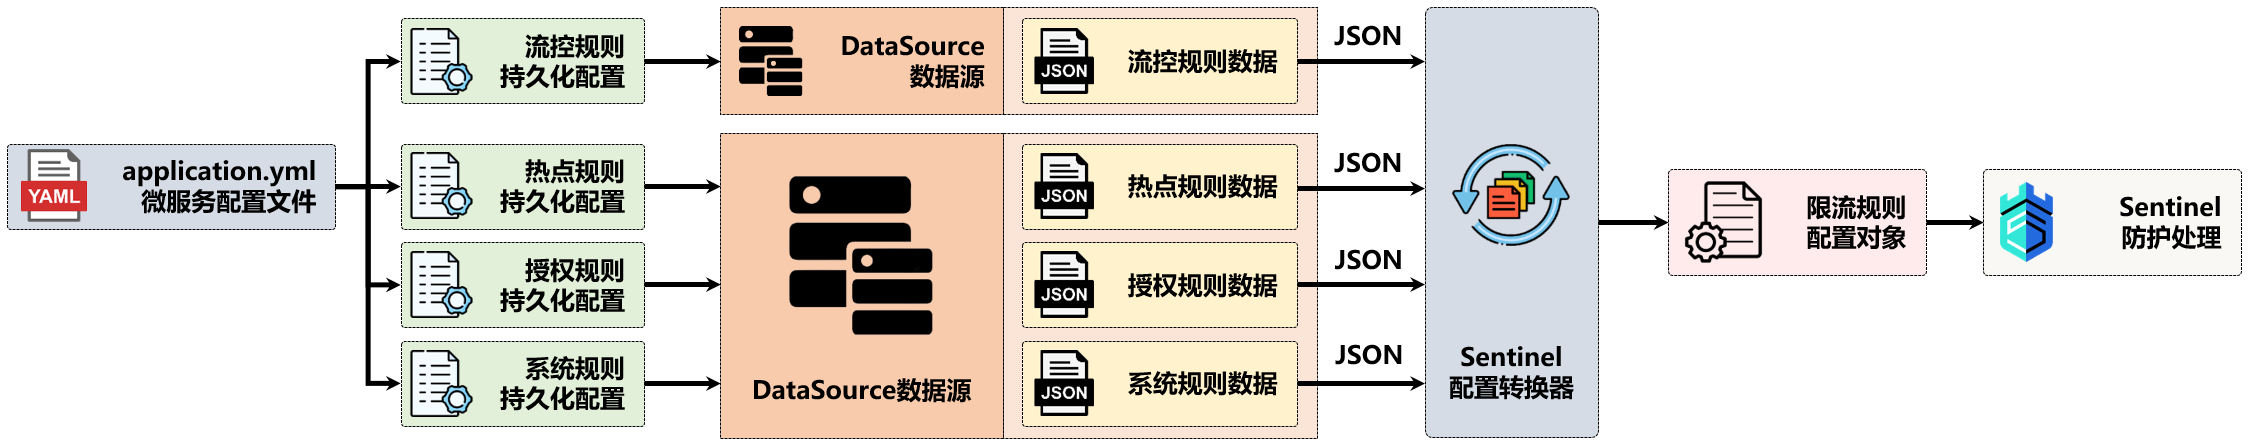 YAML
application.yml
微服务配置文件
流控规则
持久化配置
热点规则
持久化配置
授权规则
持久化配置
系统规则
持久化配置
DataSource
数据源
DataSource数据源
JSON
流控规则数据
JSON
热点规则数据
JSON
授权规则数据
JSON
系统规则数据
JSON
JSON
JSON
JSON
Sentinel
配置转换器
限流规则
配置对象
Sentinel
防护处理